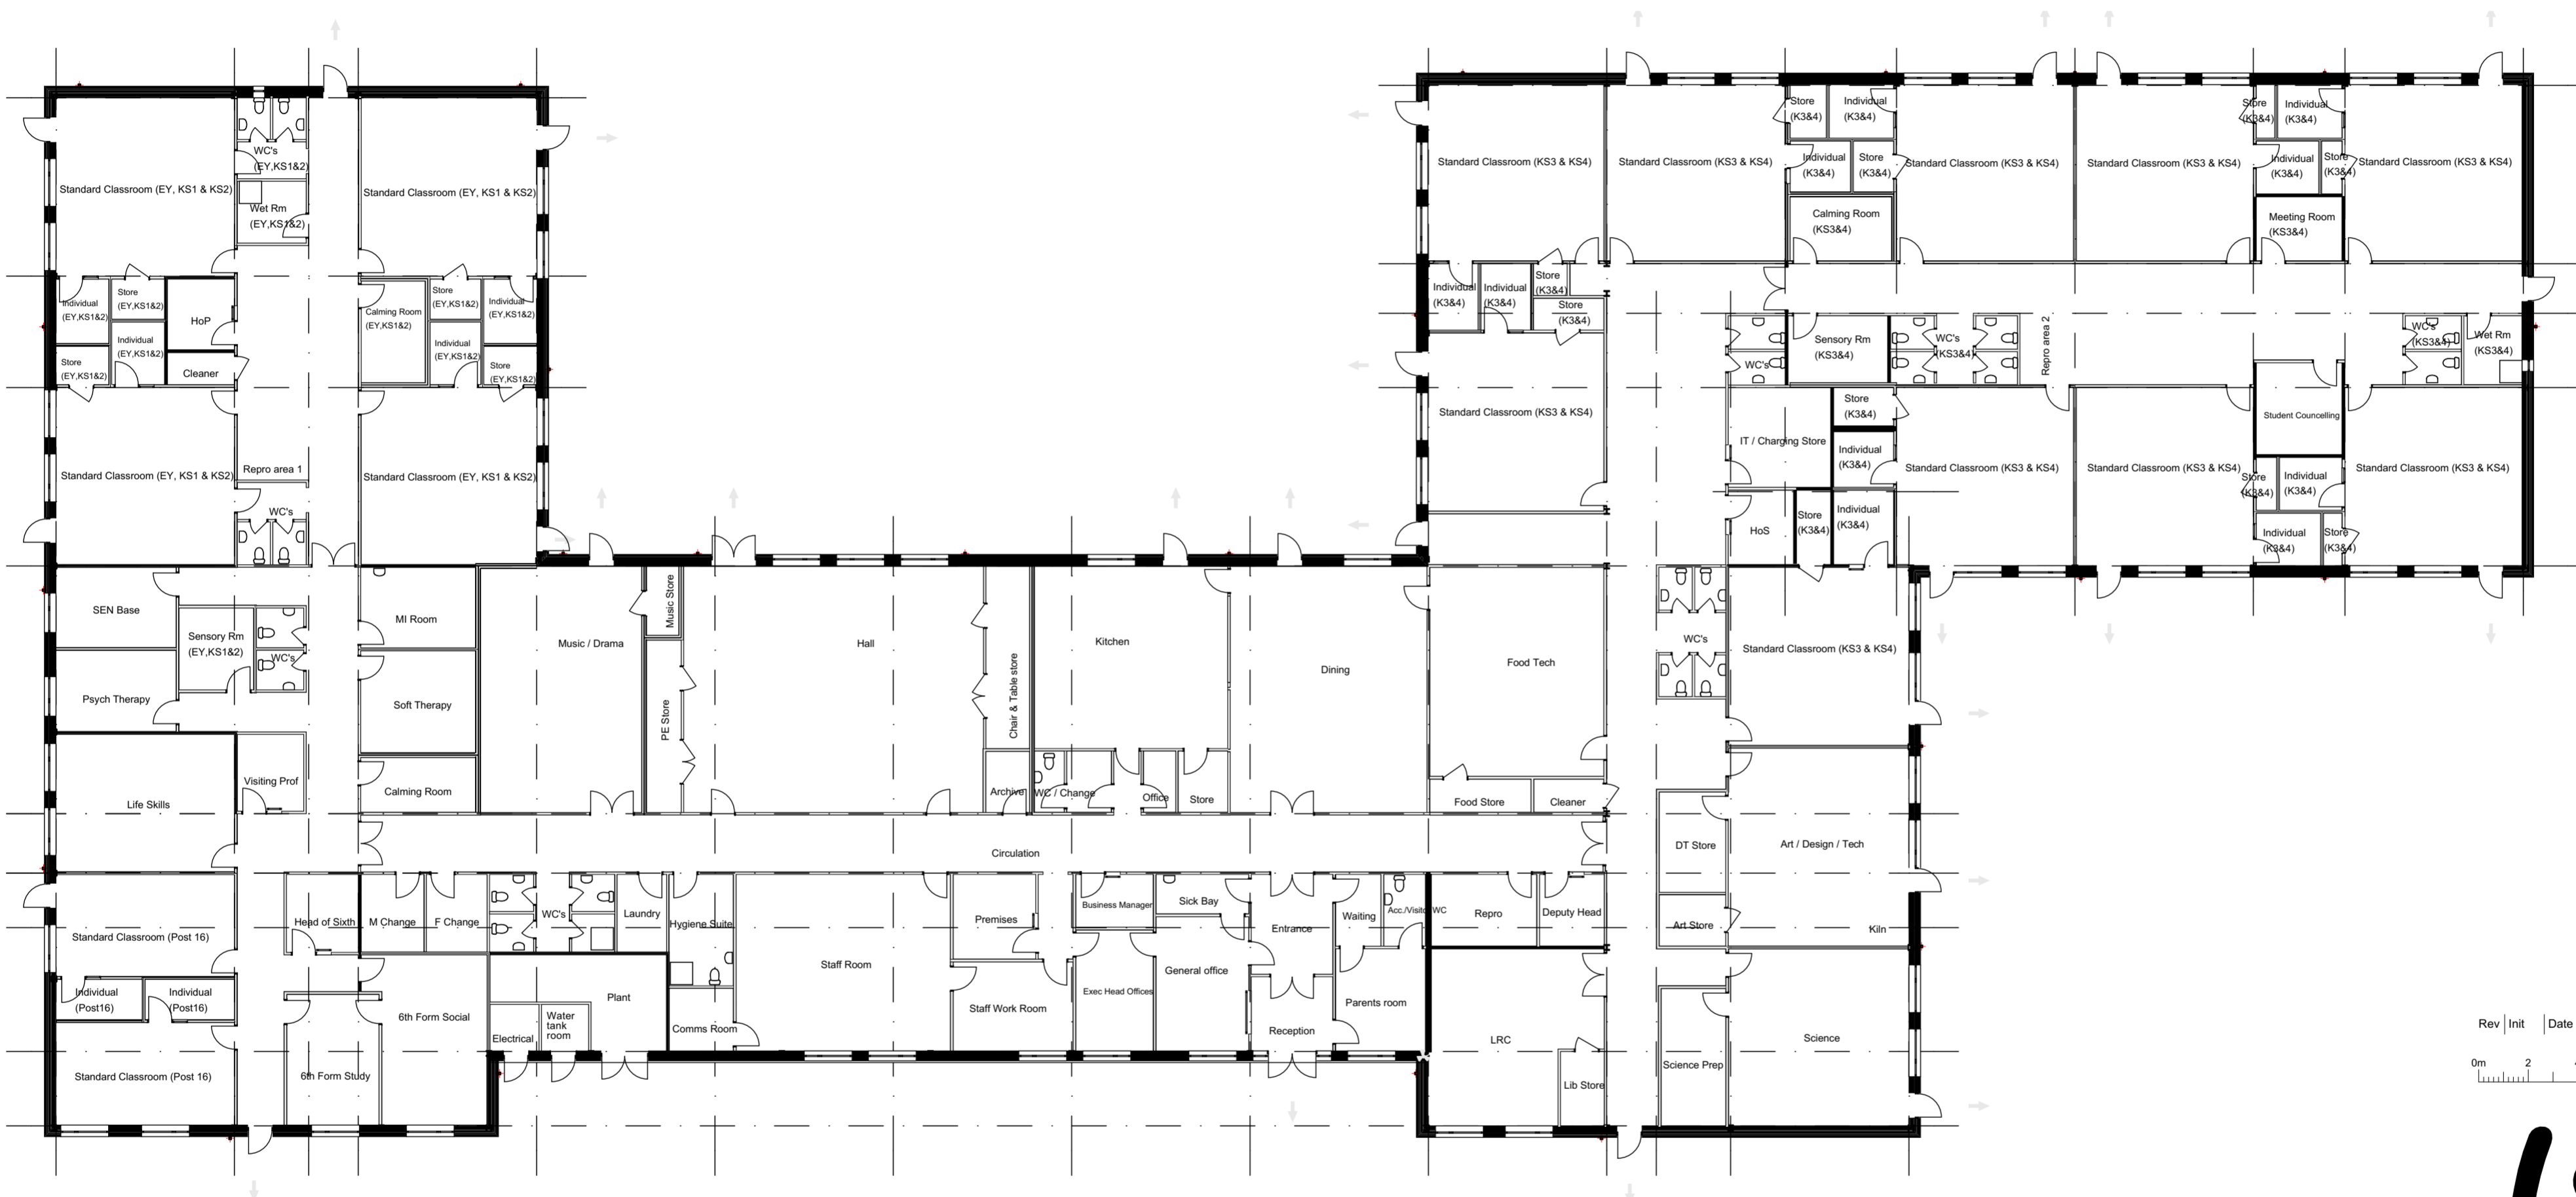 WC's
(EY,KS1&2)
Standard Classroom (EY, KS1 & KS2)
Standard Classroom (EY, KS1 & KS2)
Wet Rm
(EY,KS1&2)
Individual
(EY,KS1&2)
Store
(EY,KS1&2)
HoP
Individual
(EY,KS1&2)
Store
(EY,KS1&2)
Cleaner
Calming Room
(EY,KS1&2)
Store
(EY,KS1&2)
Individual
(EY,KS1&2)
Individual
(EY,KS1&2)
Store
(EY,KS1&2)
Standard Classroom (EY, KS1 & KS2)
Repro area 1
Standard Classroom (EY, KS1 & KS2)
WC's
SEN Base
Sensory Rm
(EY,KS1&2)
WC's
Psych Therapy
MI Room
Soft Therapy
Calming Room
Life Skills
Visiting Prof
Music / Drama
Music Store
PE Store
Hall
Chair & Table store
Archive
Kitchen
WC / Change
Office
Store
Dining
Food Tech
Food Store
Cleaner
Circulation
Standard Classroom (Post 16)
Individual
(Post16)
Individual
(Post16)
Standard Classroom (Post 16)
Head of Sixth
M Change
F Change
6th Form Social
6th Form Study
WC's
Laundry
Hygiene Suite
Plant
Electrical
Water
tank
room
Comms Room
Staff Room
Premises
Staff Work Room
Business Manager
Exec Head Offices
Sick Bay
General office
Entrance
Reception
Waiting
Acc./Visitor WC
Parents room
Repro
Deputy Head
LRC
Lib Store
Standard Classroom (KS3 & KS4)
Standard Classroom (KS3 & KS4)
Store
(K3&4)
Individual
(K3&4)
Individual
(K3&4)
Store
(K3&4)
Calming Room
(KS3&4)
Standard Classroom (KS3 & KS4)
Standard Classroom (KS3 & KS4)
Store
(K3&4)
Individual
(K3&4)
Individual
(K3&4)
Store
(K3&4)
Meeting Room
(KS3&4)
Standard Classroom (KS3 & KS4)
Individual
(K3&4)
Individual
(K3&4)
Store
(K3&4)
Store
(K3&4)
Standard Classroom (KS3 & KS4)
WC's
Sensory Rm
(KS3&4)
WC's
(KS3&4)
Repro area 2
WC's
(KS3&4)
Wet Rm
(KS3&4)
IT / Charging Store
Store
(K3&4)
Individual
(K3&4)
HoS
Store
(K3&4)
Individual
(K3&4)
Standard Classroom (KS3 & KS4)
Standard Classroom (KS3 & KS4)
Student Councelling
Store
(K3&4)
Individual
(K3&4)
Individual
(K3&4)
Store
(K3&4)
Standard Classroom (KS3 & KS4)
WC's
Standard Classroom (KS3 & KS4)
DT Store
Art / Design / Tech
Art Store
Kiln
Science Prep
Science
Rev Init Date
0m 2